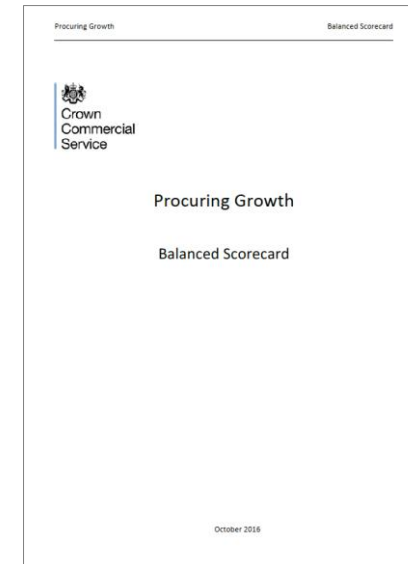 Procuring Growth Balanced Scorecard
Crown
Commercial
Service
Procuring Growth
Balanced Scorecard
October 2016